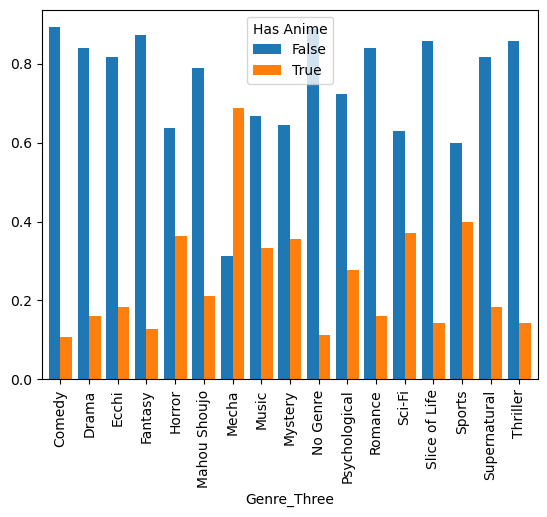 Has Anime
False
True
0.8
0.6
0.4
0.2
0.0
Comedy
Drama
Ecchi
Fantasy
Horror
Mahou Shoujo
Mecha
Music
Mystery
No Genre
Psychological
Romance
Sci-Fi
Slice of Life
Sports
Supernatural
Thriller
Genre_Three